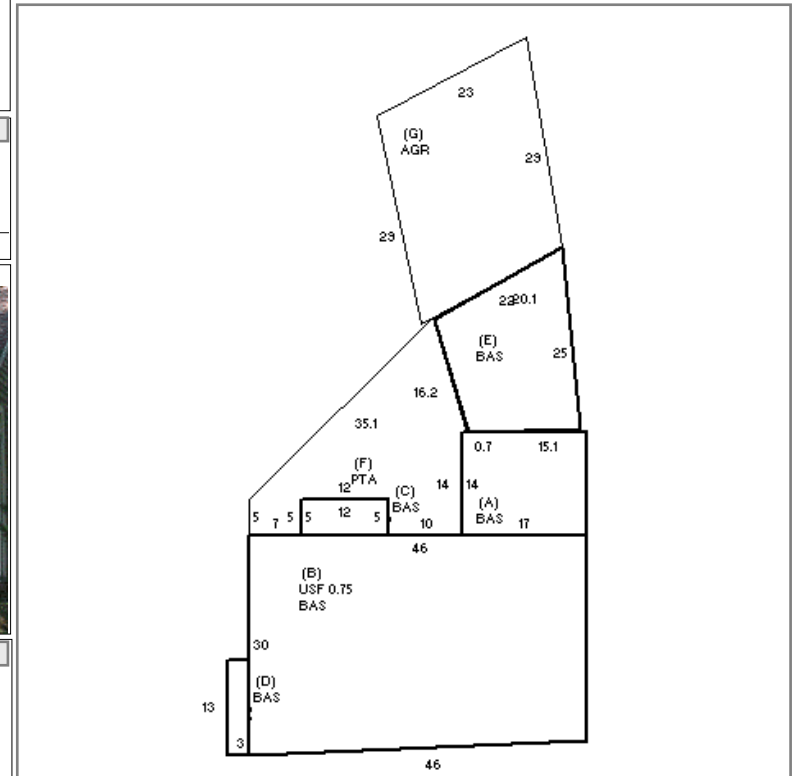 23
(G)
AGR
29
29
20.1
(E)
BAS
25
16.2
35.1
0.7 15.1
(F)
PTA
12
(C)
BAS
14 14
(A)
BAS
5 7 5 5 12 5 10 17
46
(B)
USF 0.75
BAS
30
(D)
BAS
13
3
46